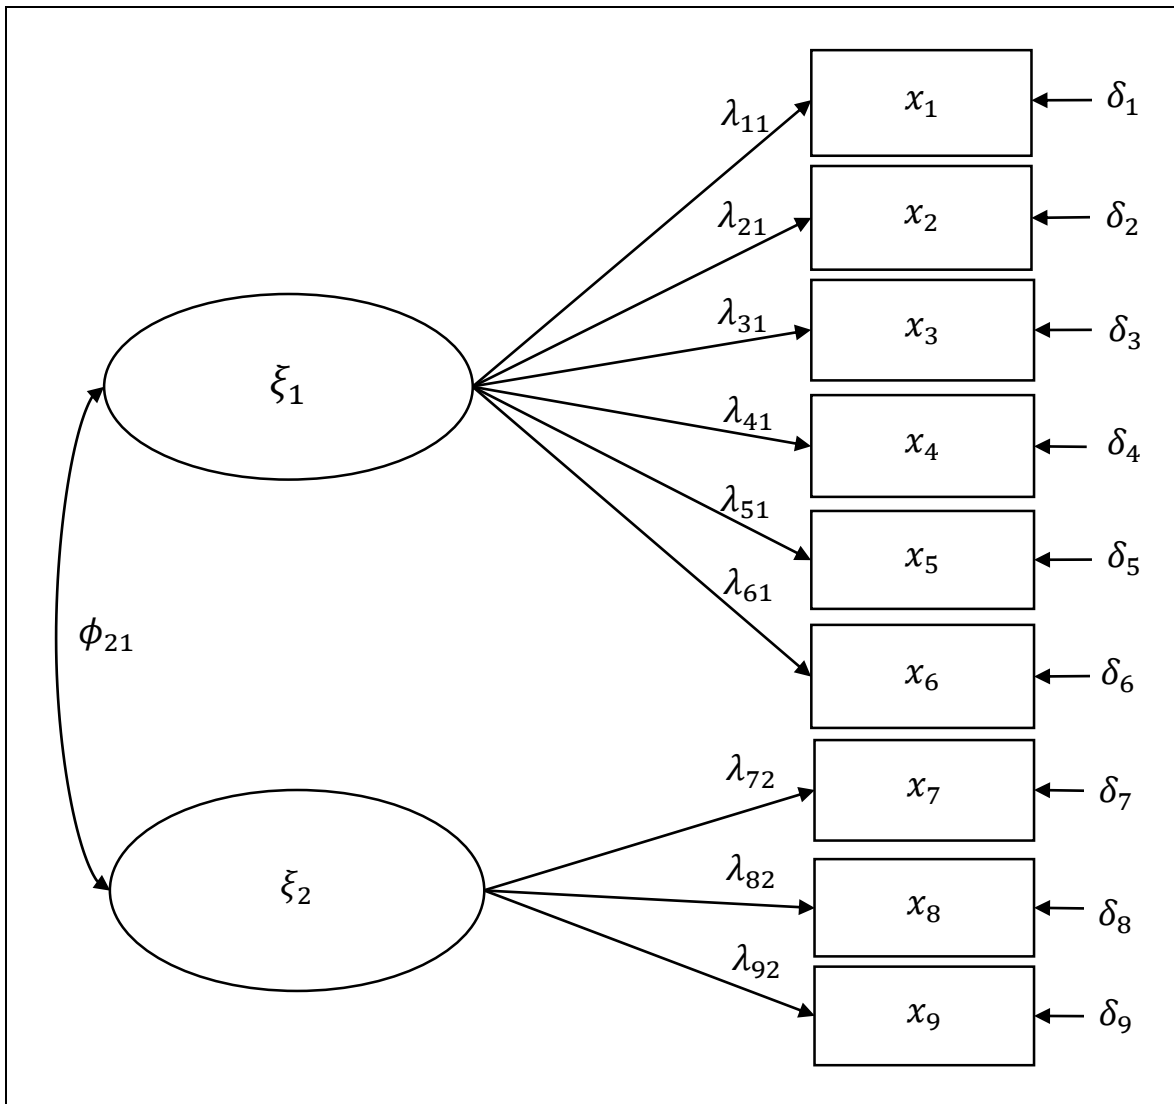 λ₁₁ x₁ δ₁
λ₂₁ x₂ δ₂
λ₃₁ x₃ δ₃
ξ₁
λ₄₁ x₄ δ₄
λ₅₁ x₅ δ₅
λ₆₁
ϕ₂₁
x₆ δ₆
λ₇₂ x₇ δ₇
ξ₂
λ₈₂ x₈ δ₈
λ₉₂ x₉ δ₉